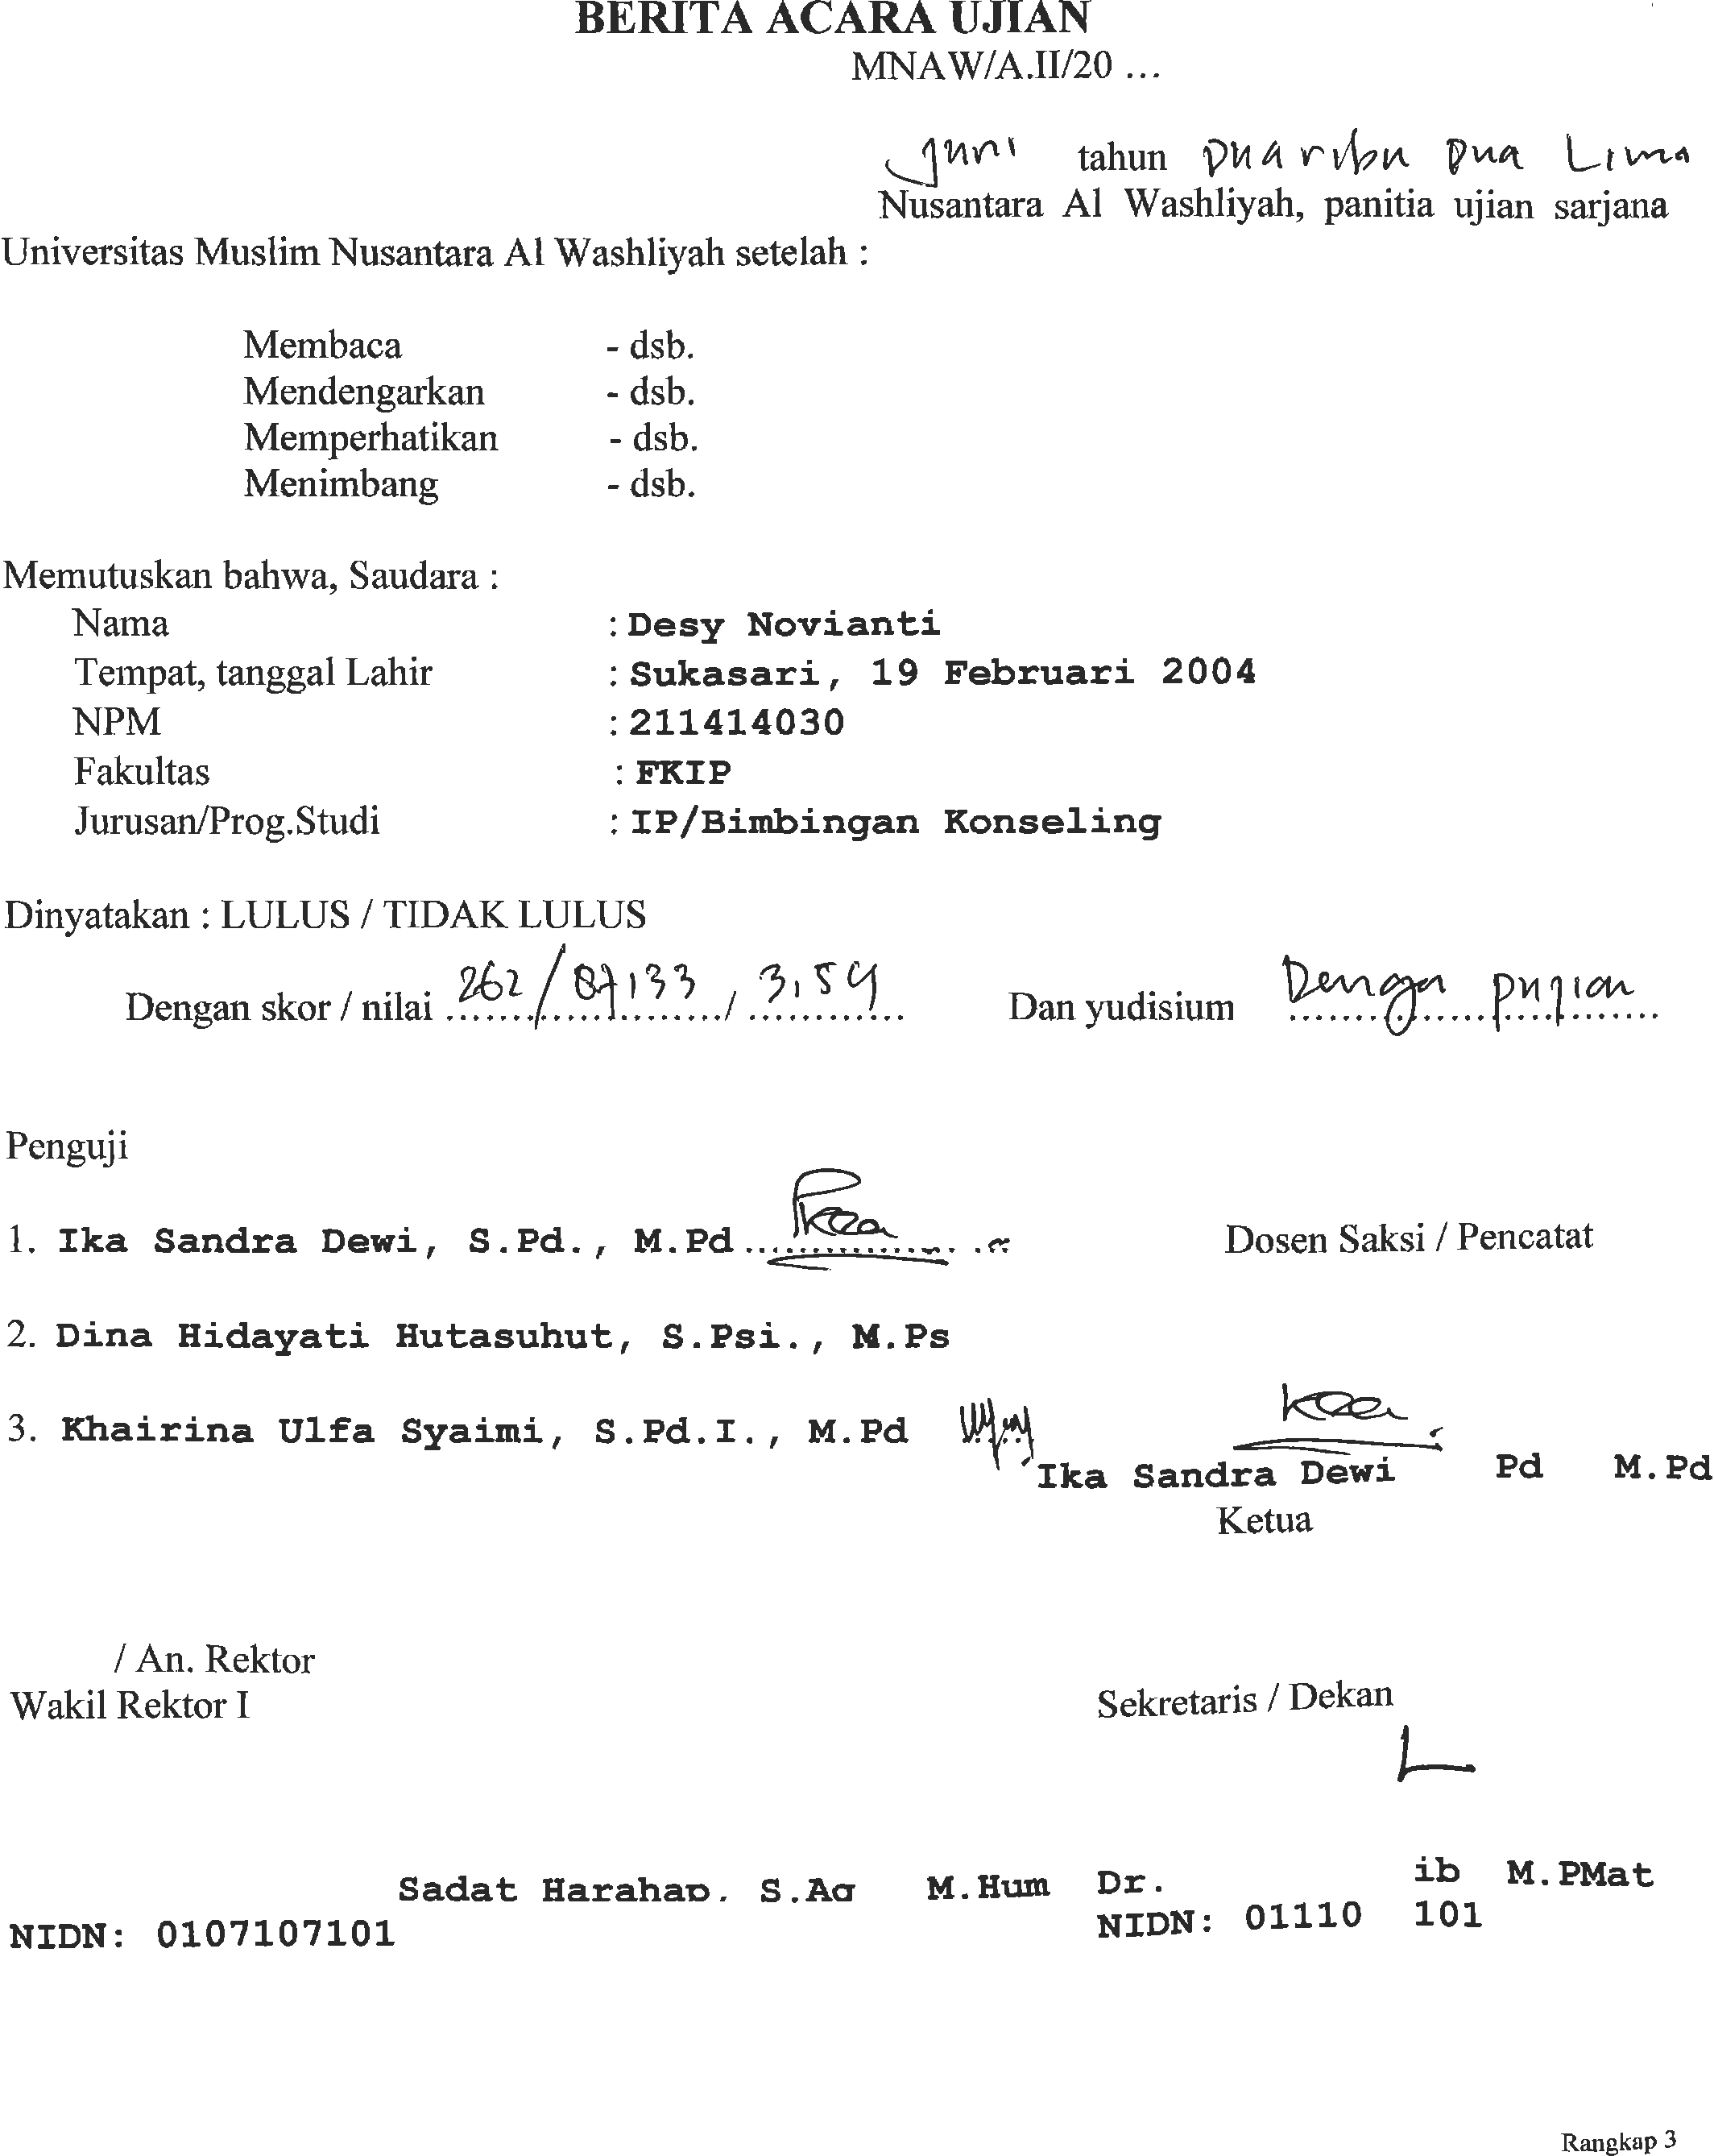 BERITA ACARA UJIAN
MNAW/A.II/20 ...
Juni tahun Dua ribu Dua Lima
Nusantara Al Washliyah, panitia ujian sarjana
Universitas Muslim Nusantara Al Washliyah setelah :
Membaca - dsb.
Mendengarkan - dsb.
Memperhatikan - dsb.
Menimbang - dsb.
Memutuskan bahwa, Saudara :
Nama : Desy Novianti
Tempat, tanggal Lahir : Sukasari, 19 Februari 2004
NPM : 211414030
Fakultas : FKIP
Jurusan/Prog.Studi : IP/Bimbingan Konseling
Dinyatakan : LULUS / TIDAK LULUS
Dengan skor / nilai 262/87,33 / 3,59 Dan yudisium Dengan pujian
Penguji
1. Ika Sandra Dewi, S.Pd., M.Pd Dosen Saksi / Pencatat
2. Dina Hidayati Hutasuhut, S.Psi., M.Ps
3. Khairina Ulfa Syaimi, S.Pd.I., M.Pd
Ika Sandra Dewi Pd M.Pd
Ketua
/ An. Rektor
Wakil Rektor I Sekretaris / Dekan
Sadat Harahap. S.Ag M.Hum Dr. ib M.PMat
NIDN: 0107107101 NIDN: 01110 101
Rangkap 3